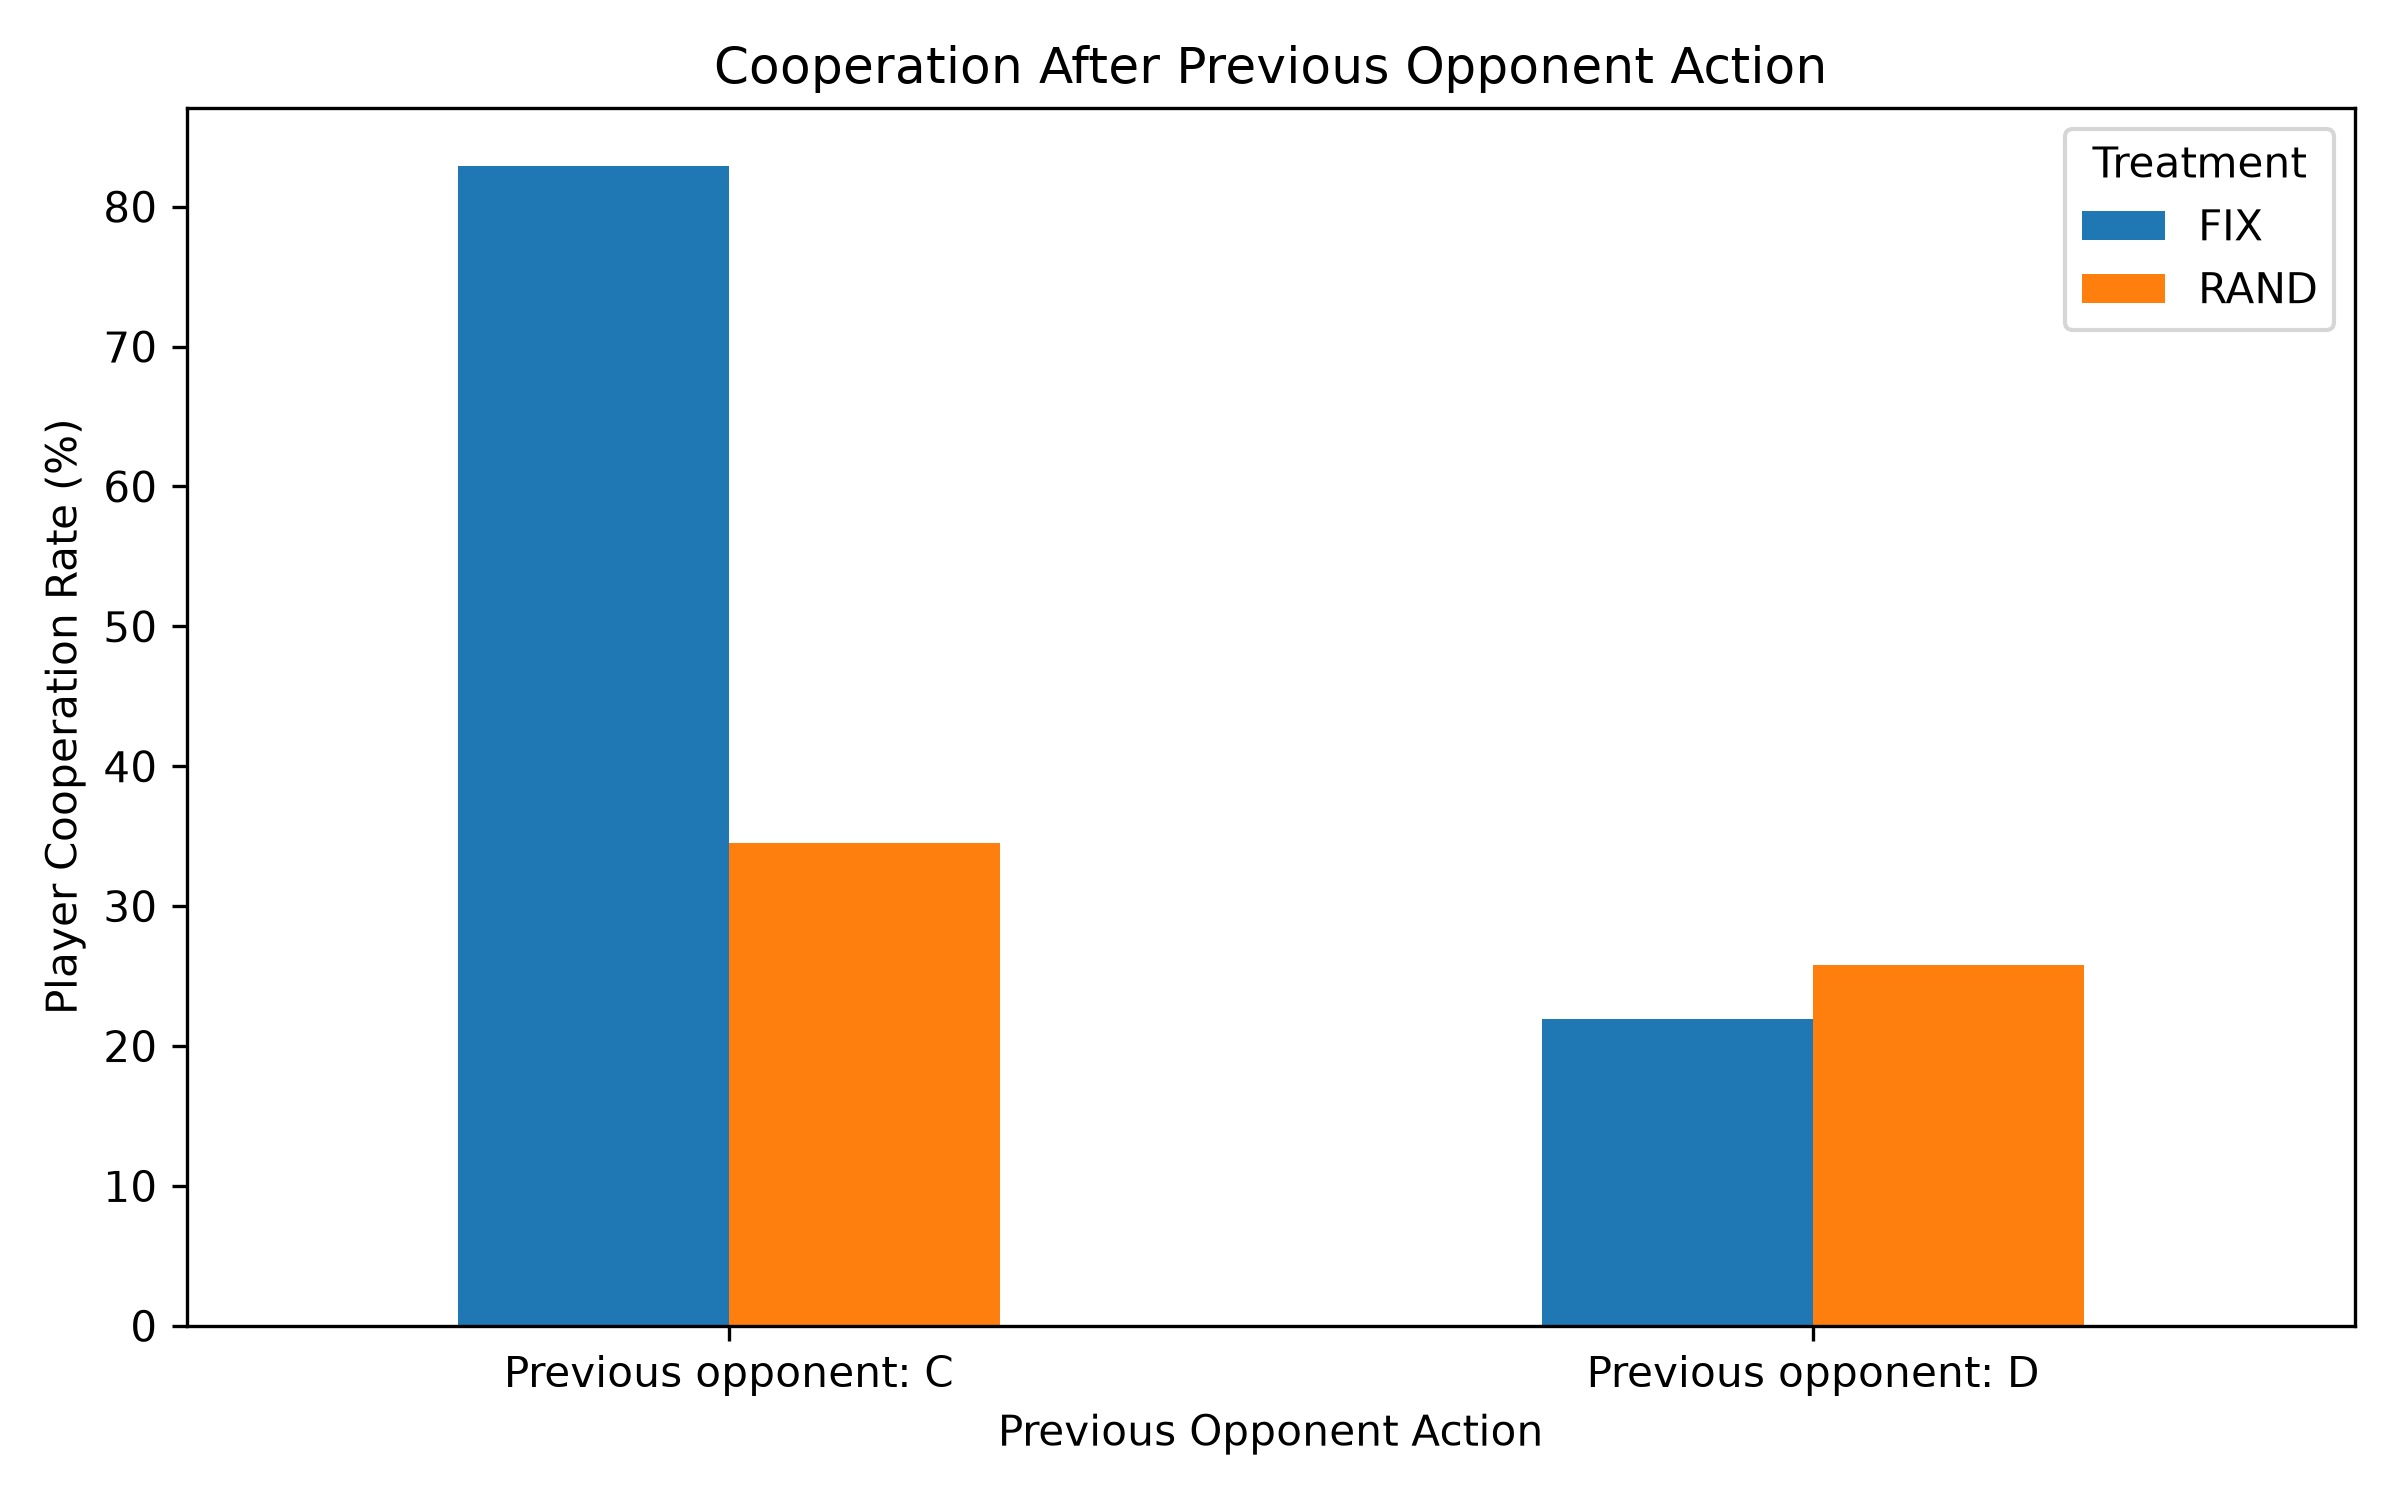 Cooperation After Previous Opponent Action
Player Cooperation Rate (%)
80
70
60
50
40
30
20
10
0
Treatment
FIX
RAND
Previous opponent: C
Previous opponent: D
Previous Opponent Action